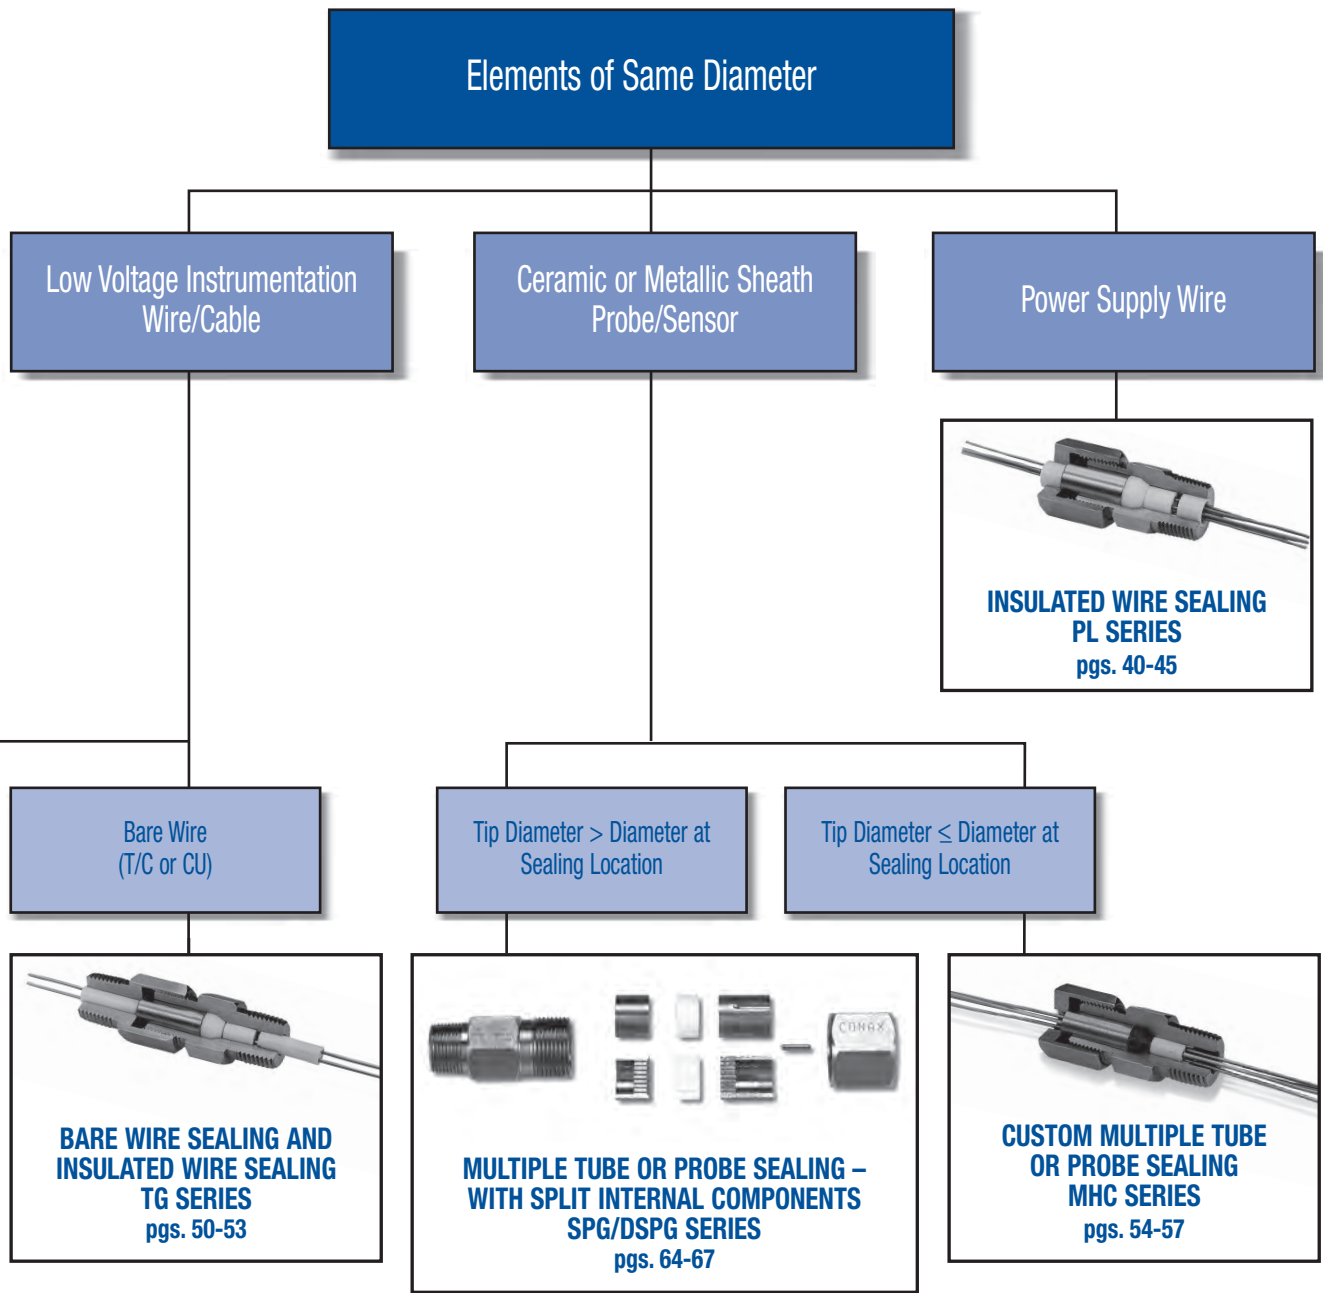 Elements of Same Diameter
Low Voltage Instrumentation
Wire/Cable
Ceramic or Metallic Sheath
Probe/Sensor
Power Supply Wire
INSULATED WIRE SEALING
PL SERIES
pgs. 40-45
Bare Wire
(T/C or CU)
Tip Diameter > Diameter at
Sealing Location
Tip Diameter ≤ Diameter at
Sealing Location
BARE WIRE SEALING AND
INSULATED WIRE SEALING
TG SERIES
pgs. 50-53
CONAX
MULTIPLE TUBE OR PROBE SEALING –
WITH SPLIT INTERNAL COMPONENTS
SPG/DSPG SERIES
pgs. 64-67
CUSTOM MULTIPLE TUBE
OR PROBE SEALING
MHC SERIES
pgs. 54-57